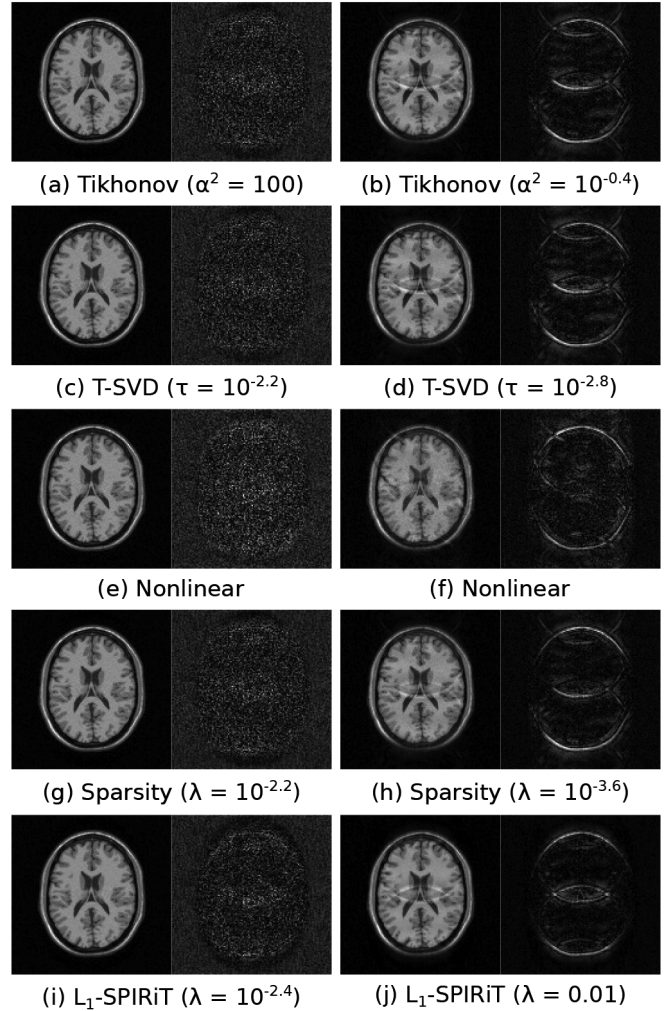 (a) Tikhonov (α² = 100)
(b) Tikhonov (α² = 10⁻⁰·⁴)
(c) T-SVD (τ = 10⁻²·²)
(d) T-SVD (τ = 10⁻²·⁸)
(e) Nonlinear
(f) Nonlinear
(g) Sparsity (λ = 10⁻²·²)
(h) Sparsity (λ = 10⁻³·⁶)
(i) L₁-SPIRiT (λ = 10⁻²·⁴)
(j) L₁-SPIRiT (λ = 0.01)